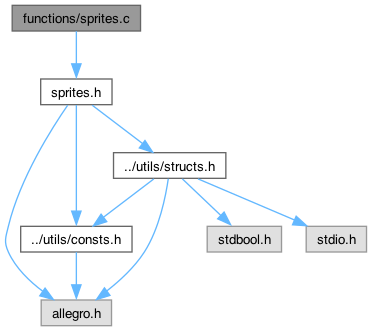 functions/sprites.c
sprites.h
../utils/structs.h
../utils/consts.h
stdbool.h
stdio.h
allegro.h